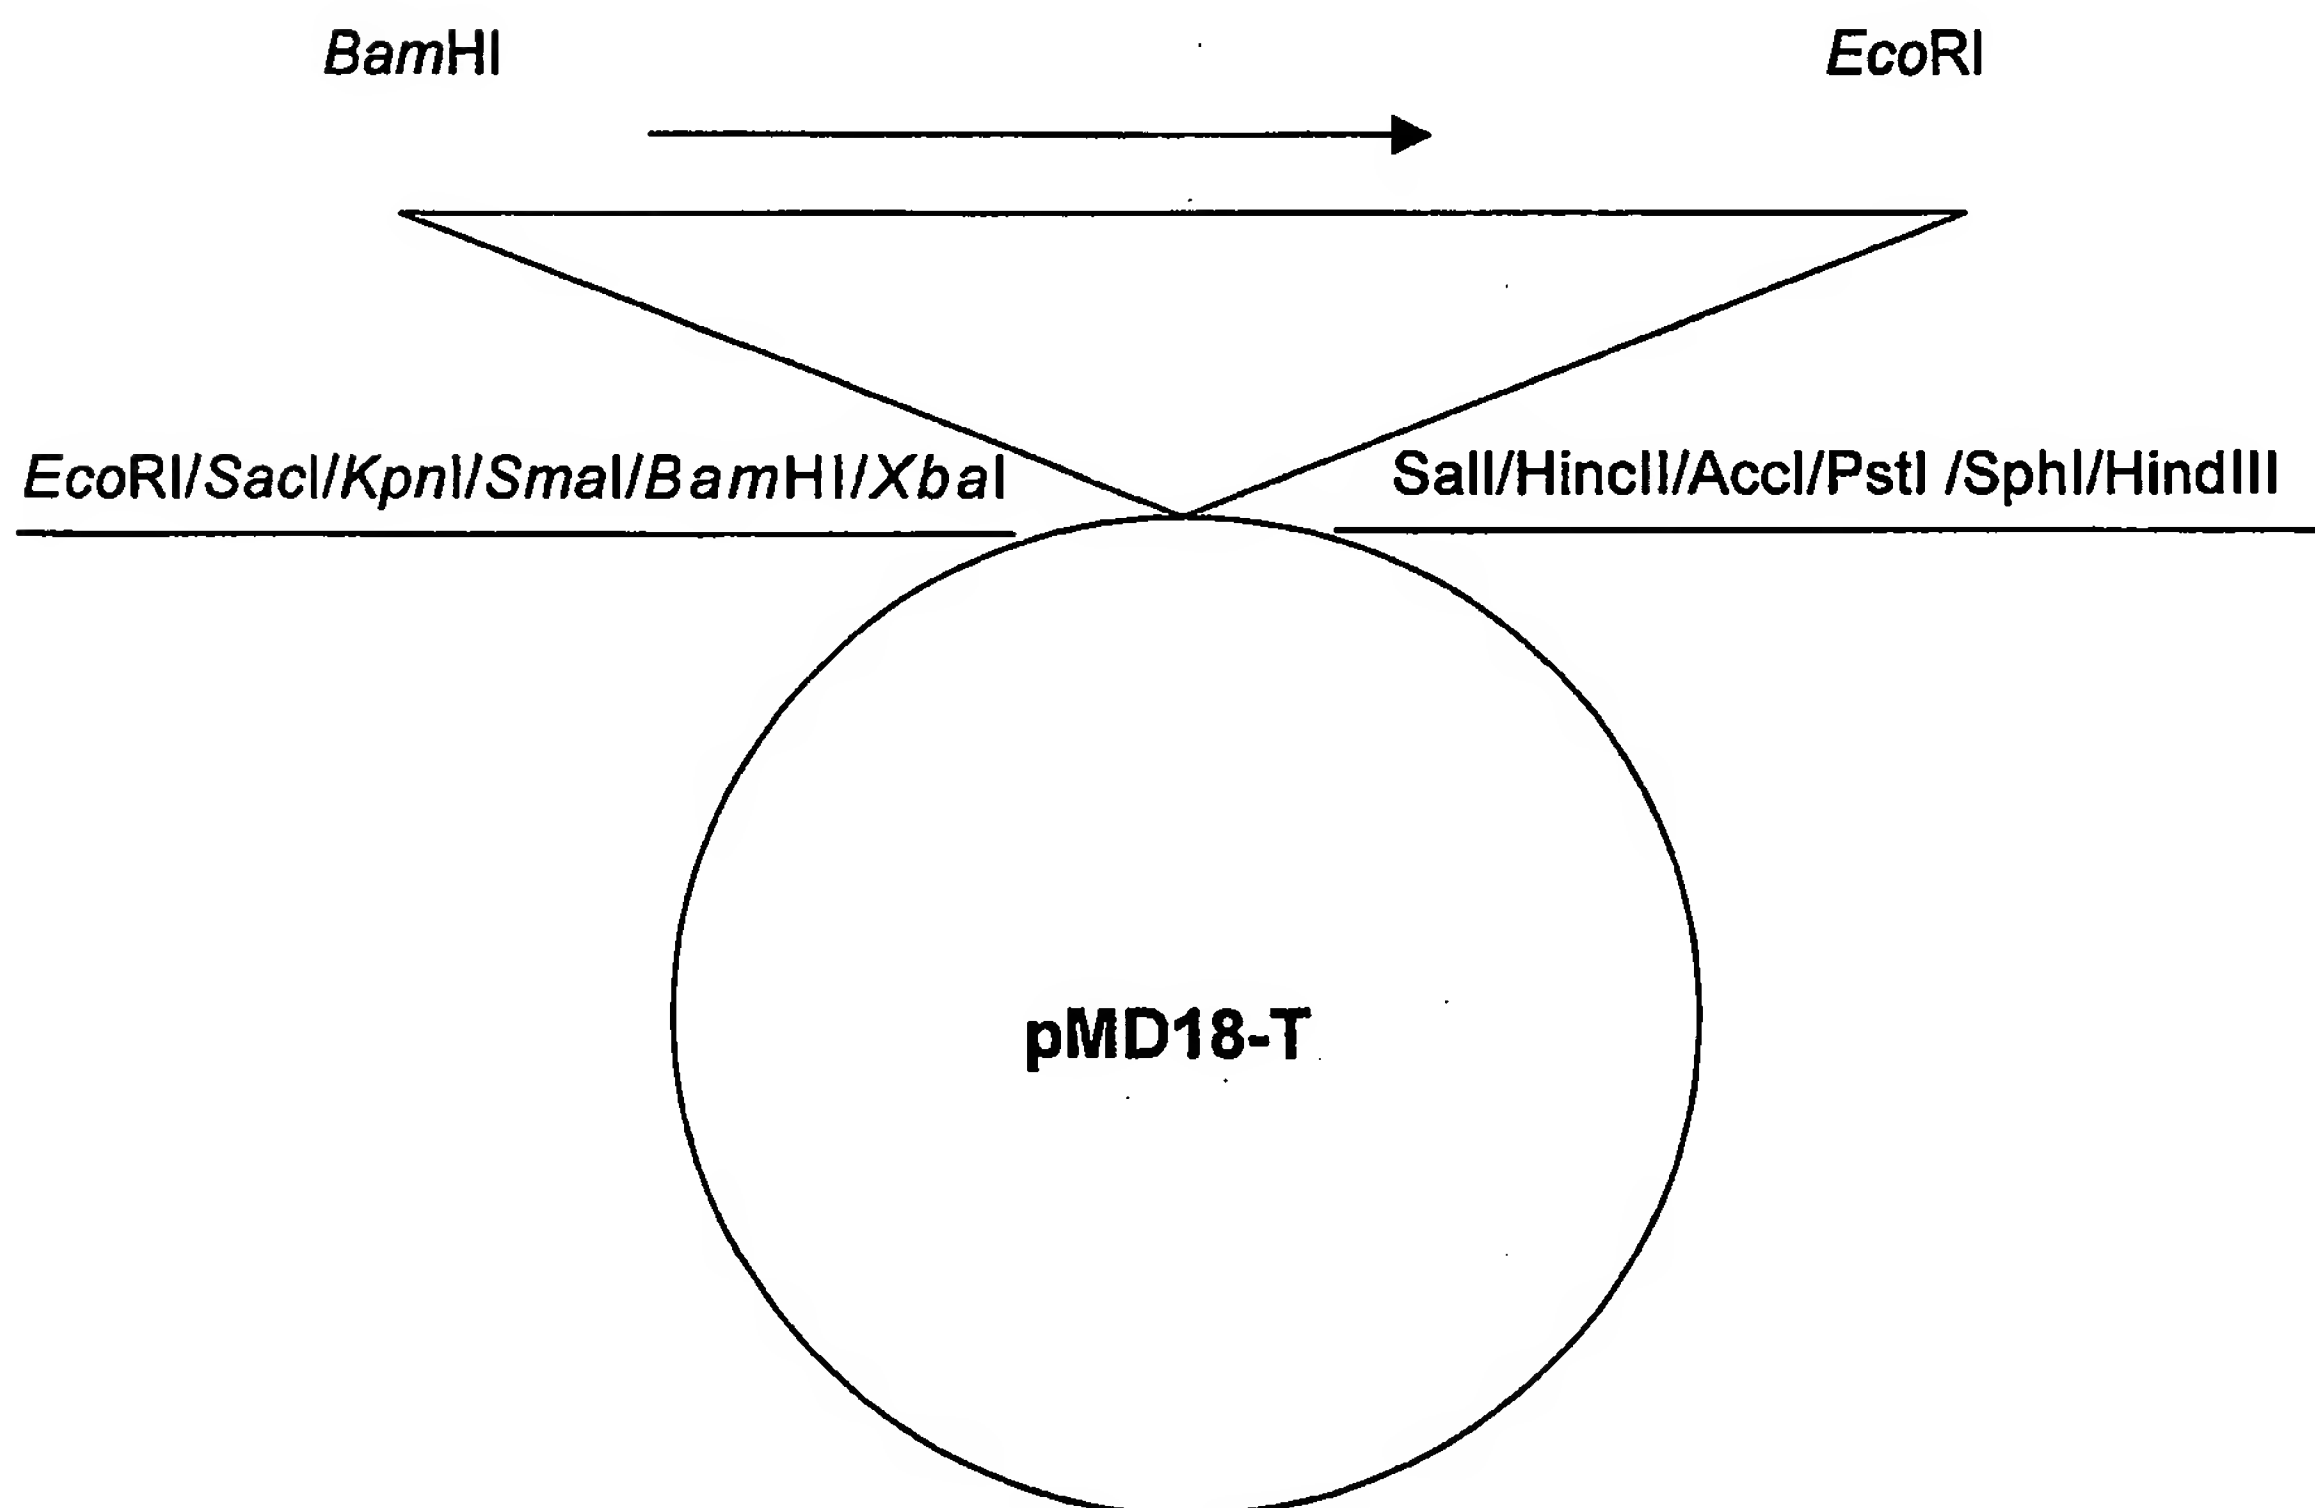 BamHI EcoRI
EcoRI/SacI/KpnI/SmaI/BamHI/XbaI SalI/HincII/AccI/PstI /SphI/HindIII
pMD18-T